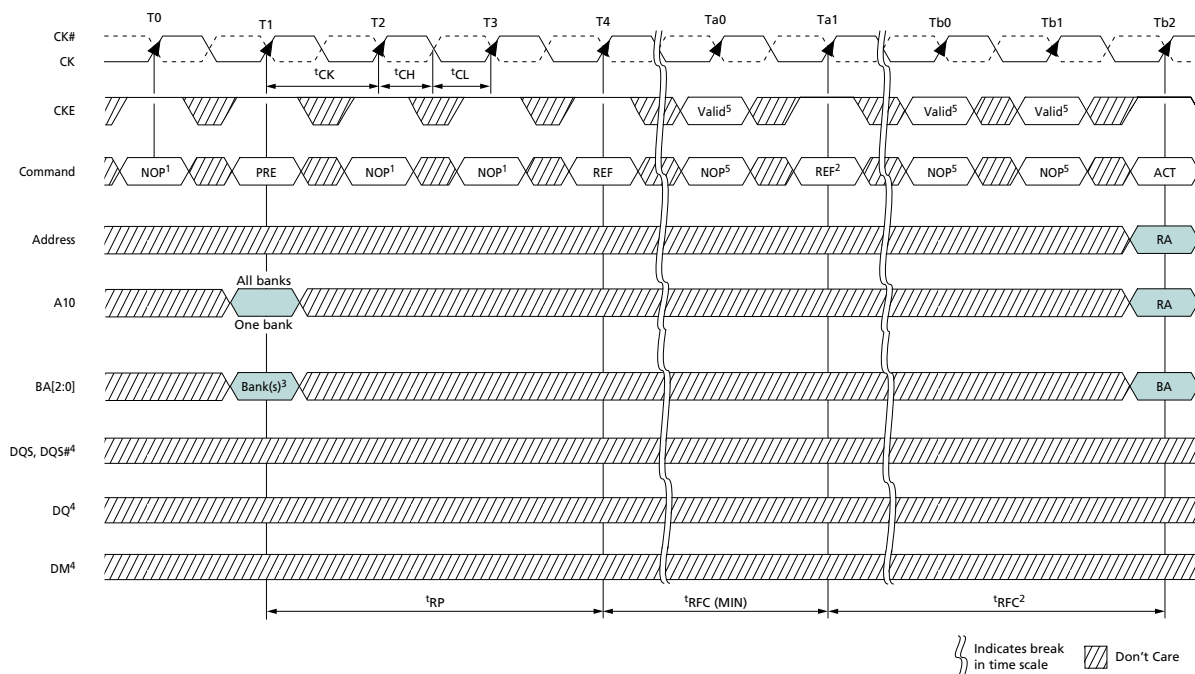 T0 T1 T2 T3 T4 Ta0 Ta1 Tb0 Tb1 Tb2
CK#
CK
tCK tCH tCL
CKE Valid5 Valid5 Valid5
Command NOP1 PRE NOP1 NOP1 REF NOP5 REF2 NOP5 NOP5 ACT
Address RA
All banks
A10 RA
One bank
BA[2:0] Bank(s)3 BA
DQS, DQS#4
DQ4
DM4
tRP tRFC (MIN) tRFC2
Indicates break
in time scale
Don't Care